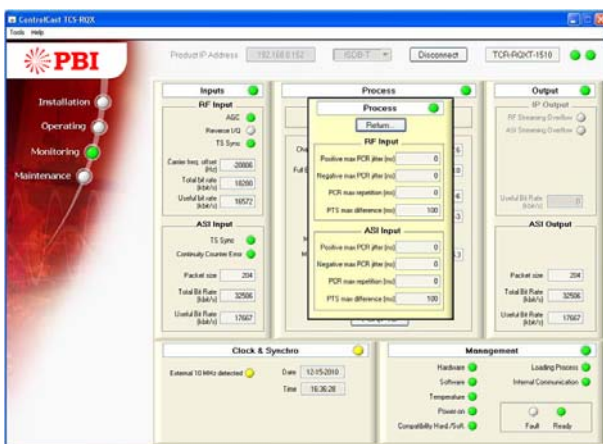 ControlCast TCS-RQX
Tools Help
PBI
Product IP Address 192.168.0.152 ISDB-T Disconnect TCR-RQXT-1510
Installation
Operating
Monitoring
Maintenance
Inputs
RF Input
AGC
Reverse I/Q
TS Sync
Carrier freq. offset (Hz) -20806
Total bit rate (kbit/s) 18280
Useful bit rate (kbit/s) 16572
ASI Input
TS Sync
Continuity Counter Error
Packet size 204
Total Bit Rate (kbit/s) 32506
Useful Bit Rate (kbit/s) 17667
Process
Process
Return...
RF Input
Positive max PCR jitter (ns) 0
Negative max PCR jitter (ns) 0
PCR max repetition (ms) 0
PTS max difference (ms) 100
ASI Input
Positive max PCR jitter (ns) 0
Negative max PCR jitter (ns) 0
PCR max repetition (ms) 0
PTS max difference (ms) 100
Output
IP Output
RF Streaming Overflow
ASI Streaming Overflow
Useful Bit Rate (kbit/s) 0
ASI Output
Packet size 204
Total Bit Rate (kbit/s) 32506
Useful Bit Rate (kbit/s) 17667
Clock & Synchro
External 10 MHz detected
Date 12-15-2010
Time 16:36:28
Management
Hardware
Software
Temperature
Power on
Compatibility Hard./Soft.
Loading Process
Internal Communication
Fault Ready